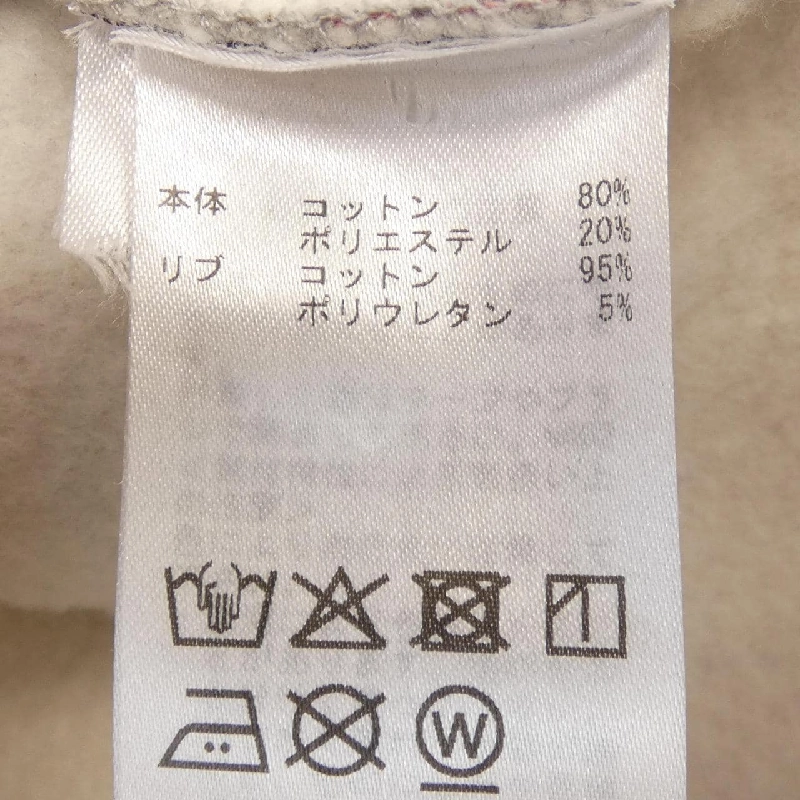 本体 コットン 80%
ポリエステル 20%
リブ コットン 95%
ポリウレタン 5%
W